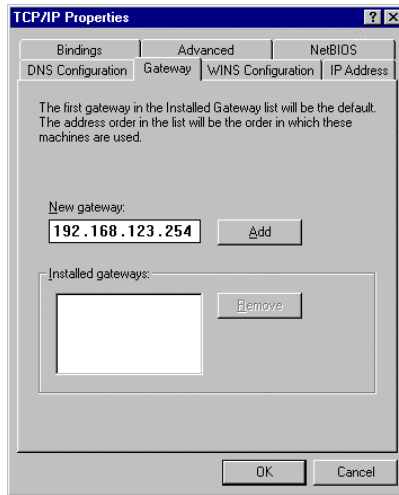 TCP/IP Properties
? ×
Bindings Advanced NetBIOS
DNS Configuration Gateway WINS Configuration IP Address
The first gateway in the Installed Gateway list will be the default.
The address order in the list will be the order in which these
machines are used.
New gateway:
192.168.123.254 Add
Installed gateways:
Remove
OK Cancel